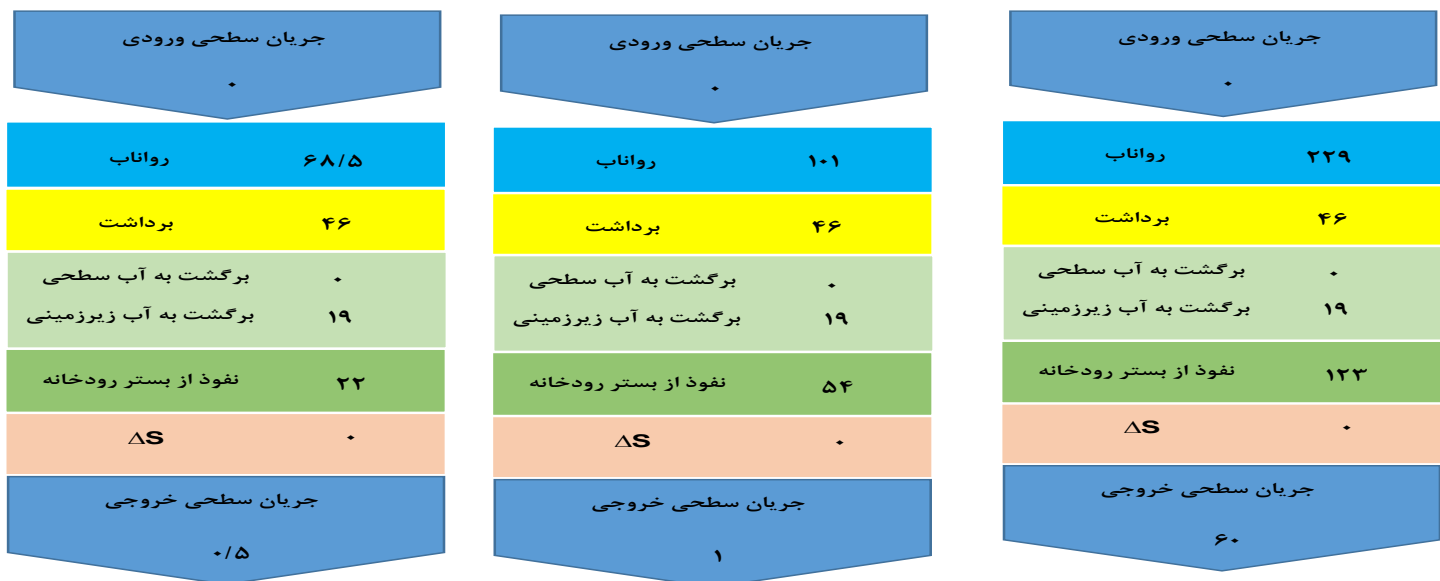 جریان سطحی ورودی
۰
رواناب ۲۲۹
برداشت ۴۶
برگشت به آب سطحی ۰
برگشت به آب زیرزمینی ۱۹
نفوذ از بستر رودخانه ۱۲۳
ΔS ۰
جریان سطحی خروجی
۶۰
جریان سطحی ورودی
۰
رواناب ۱۰۱
برداشت ۴۶
برگشت به آب سطحی ۰
برگشت به آب زیرزمینی ۱۹
نفوذ از بستر رودخانه ۵۴
ΔS ۰
جریان سطحی خروجی
۱
جریان سطحی ورودی
۰
رواناب ۶۸/۵
برداشت ۴۶
برگشت به آب سطحی ۰
برگشت به آب زیرزمینی ۱۹
نفوذ از بستر رودخانه ۲۲
ΔS ۰
جریان سطحی خروجی
۰/۵